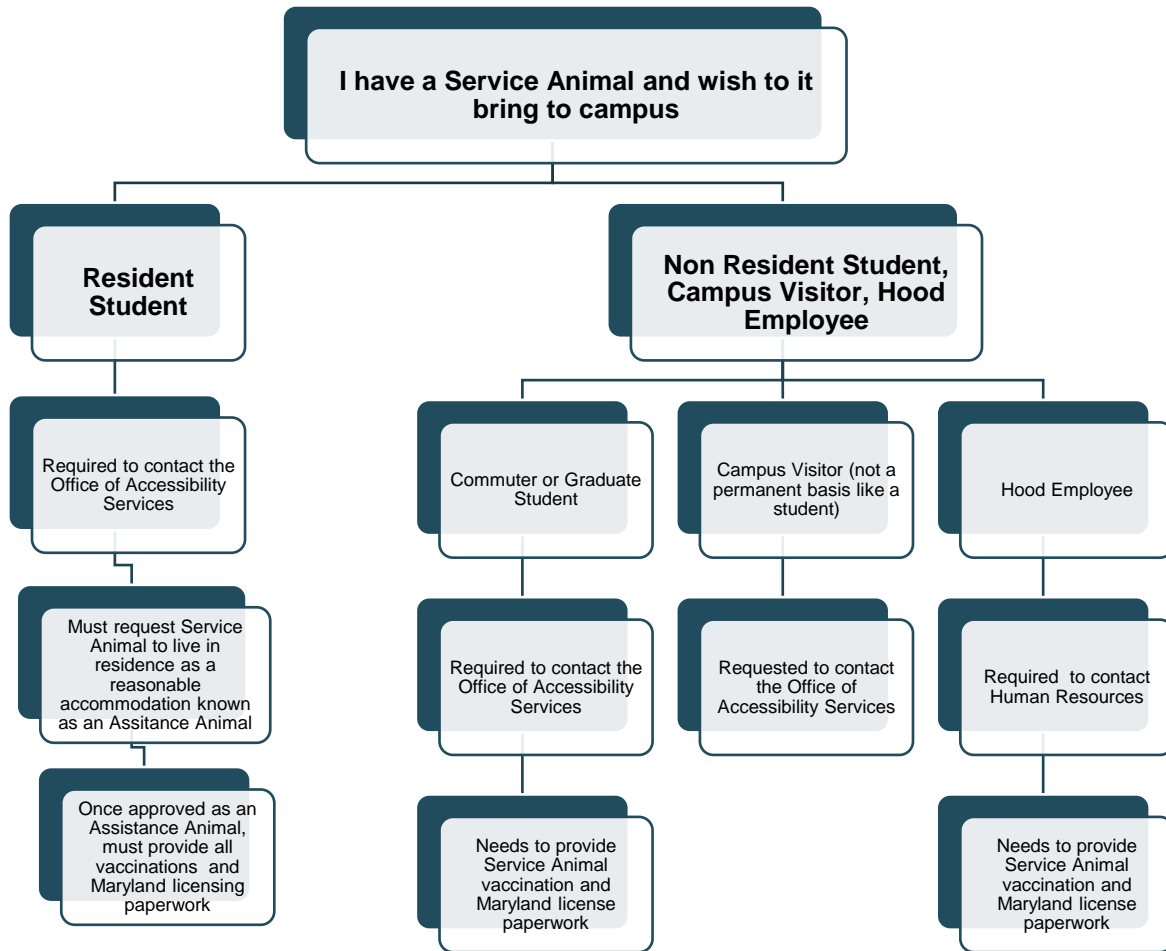 I have a Service Animal and wish to it
bring to campus
Resident
Student
Non Resident Student,
Campus Visitor, Hood
Employee
Required to contact the
Office of Accessibility
Services
Commuter or Graduate
Student
Campus Visitor (not a
permanent basis like a
student)
Hood Employee
Must request Service
Animal to live in
residence as a
reasonable
accommodation known
as an Assitance Animal
Required to contact the
Office of Accessibility
Services
Requested to contact
the Office of
Accessibility Services
Required to contact
Human Resources
Once approved as an
Assistance Animal,
must provide all
vaccinations and
Maryland licensing
paperwork
Needs to provide
Service Animal
vaccination and
Maryland license
paperwork
Needs to provide
Service Animal
vaccination and
Maryland license
paperwork